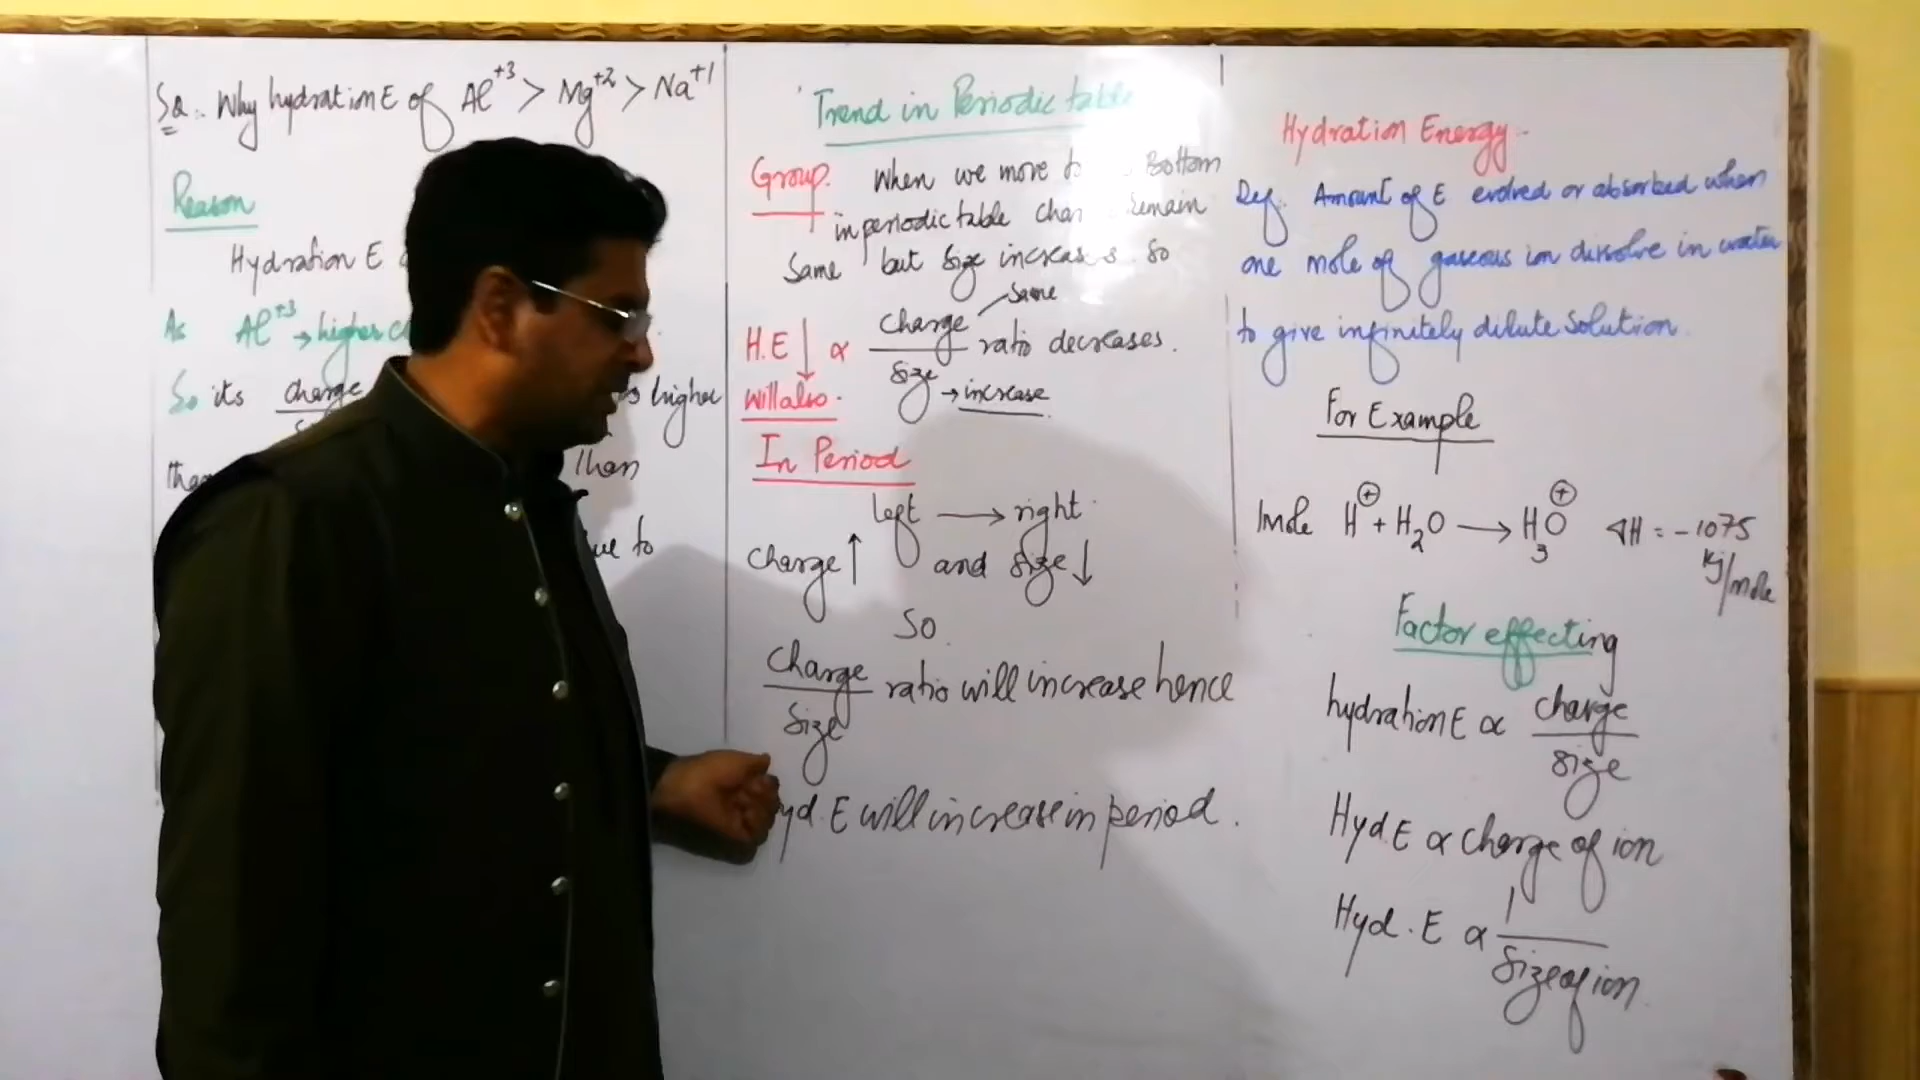 SQ:. Why hydration E of Al+3 > Mg+2 > Na+1
Reason
Hydration E
As Al+3 → higher
So its charge is higher
than
ue to
Trend in Periodic table
Group. When we move to Bottom
in periodic table remain
Same but size increases so
H.E ↓ ∝ charge/size ratio decreases.
same
→ increase
will also.
In Period
left → right
charge ↑ and size ↓
So
charge/size ratio will increase hence
yd. E will increase in period.
Hydration Energy.
Def. Amount of E evolved or absorbed when
one mole of gaseous ion dissolve in water
to give infinitely dilute solution.
For Example
1mole H⊕ + H2O → H3O⊕ ΔH = -1075
Kj/mole
Factor effecting
hydration E ∝ charge/size
Hyd E ∝ charge of ion
Hyd. E ∝ 1/size of ion